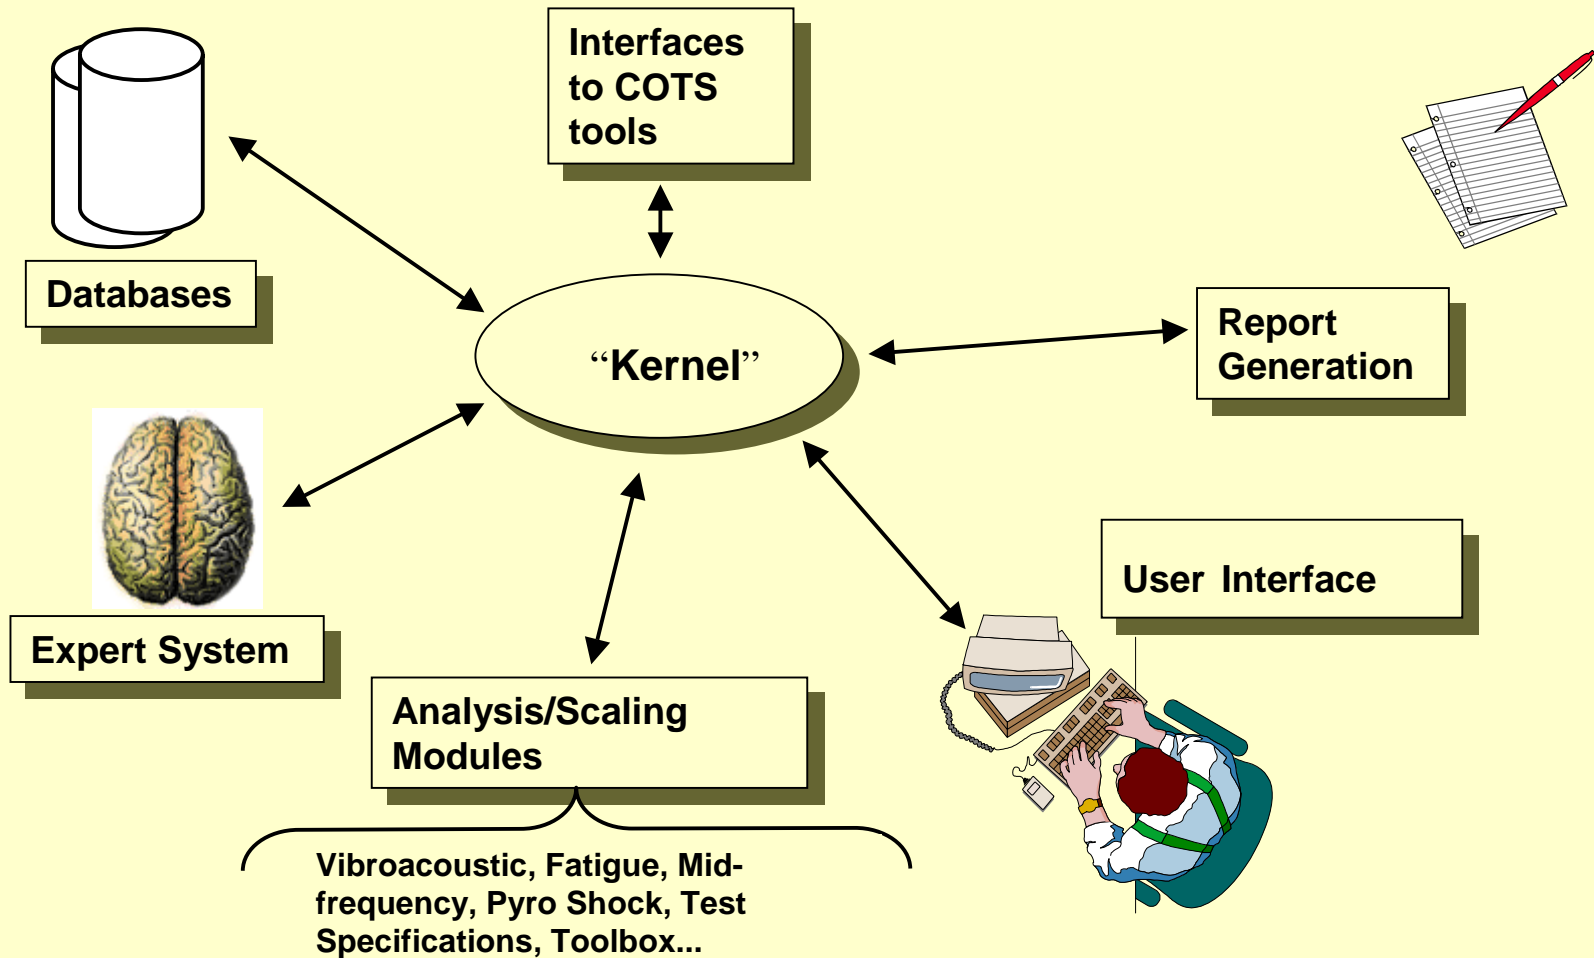 Interfaces
to COTS
tools
Databases
“Kernel”
Report
Generation
User Interface
Expert System
Analysis/Scaling
Modules
Vibroacoustic, Fatigue, Mid-
frequency, Pyro Shock, Test
Specifications, Toolbox...